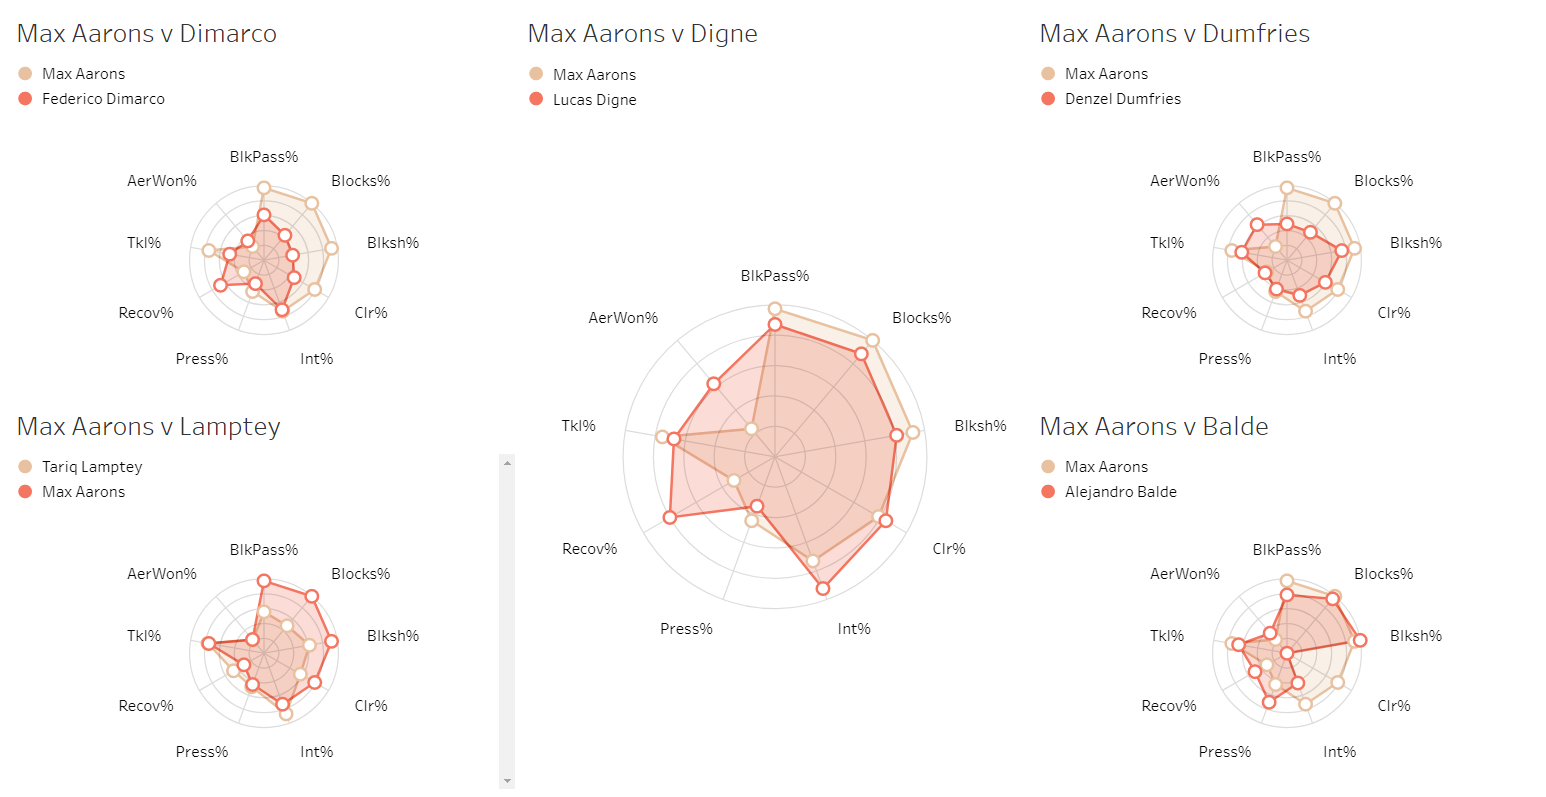 Max Aarons v Dimarco
Max Aarons
Federico Dimarco
BlkPass%
AerWon%
Blocks%
Tkl%
Blksh%
Recov%
Clr%
Press%
Int%
Max Aarons v Lamptey
Tariq Lamptey
Max Aarons
BlkPass%
AerWon%
Blocks%
Tkl%
Blksh%
Recov%
Clr%
Press%
Int%
Max Aarons v Digne
Max Aarons
Lucas Digne
BlkPass%
AerWon%
Blocks%
Tkl%
Blksh%
Recov%
Clr%
Press%
Int%
Max Aarons v Dumfries
Max Aarons
Denzel Dumfries
BlkPass%
AerWon%
Blocks%
Tkl%
Blksh%
Recov%
Clr%
Press%
Int%
Max Aarons v Balde
Max Aarons
Alejandro Balde
BlkPass%
AerWon%
Blocks%
Tkl%
Blksh%
Recov%
Clr%
Press%
Int%